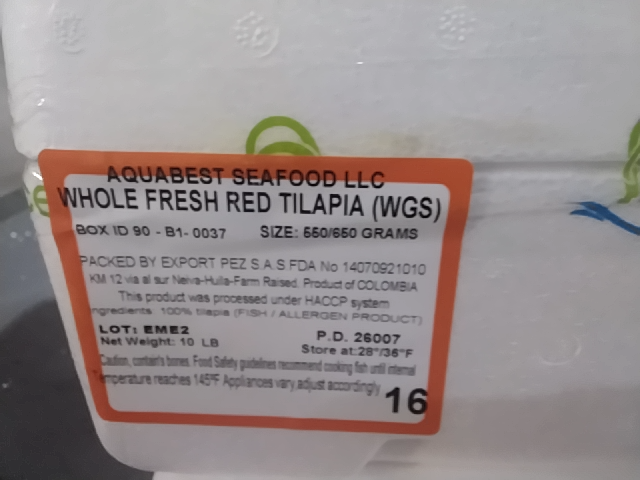 AQUABEST SEAFOOD LLC
WHOLE FRESH RED TILAPIA (WGS)
BOX ID 90 - B1- 0037 SIZE: 550/650 GRAMS
PACKED BY EXPORT PEZ S.A.S FDA No 14070921010
KM 12 via al sur Neiva-Huila-Farm Raised. Product of COLOMBIA
This product was processed under HACCP system
ngredients: 100% tilapia (FISH / ALLERGEN PRODUCT)
LOT: EME2 P.D. 26007
Net Weight: 10 LB Store at:28°/36°F
Caution, contain's bones. Food Safety guidelines recommend cooking fish until internal
Temperature reaches 145ºF Appliances vary,adjust accordingly
16